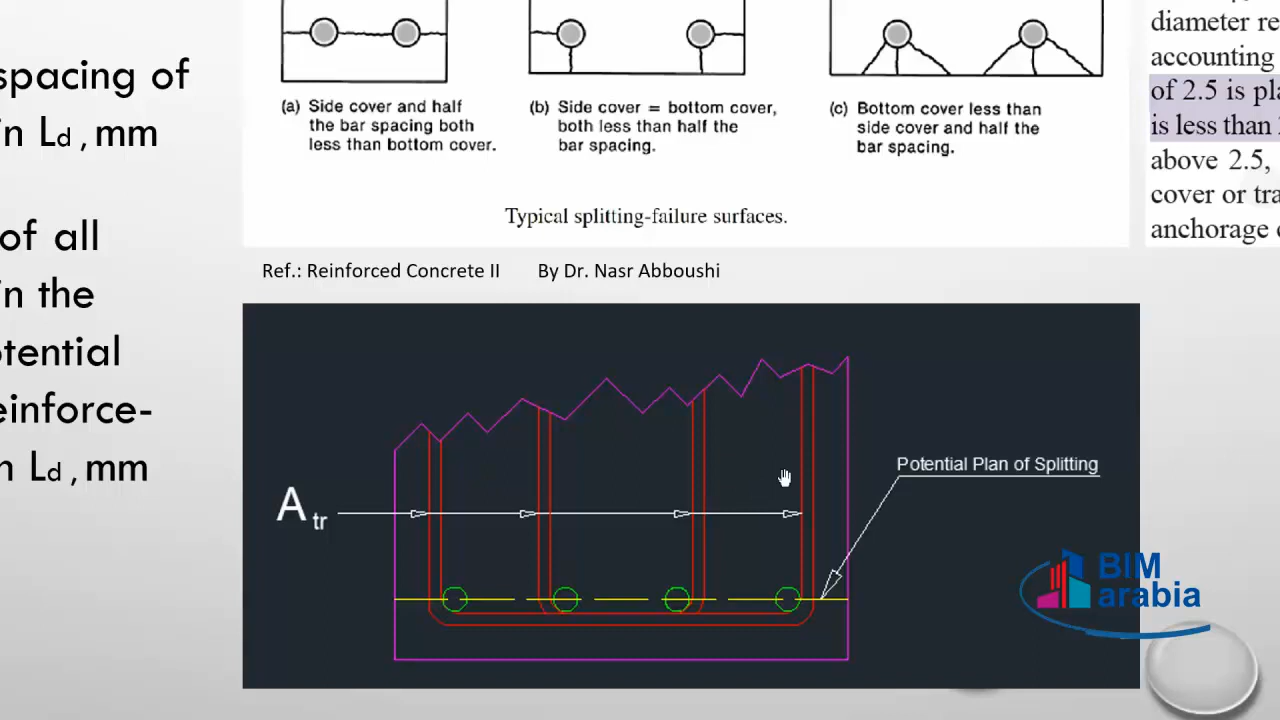 spacing of
in Ld , mm
of all
in the
einforce-
Ld , mm
(a) Side cover and half
the bar spacing both
less than bottom cover.
(b) Side cover = bottom cover,
both less than half the
bar spacing.
(c) Bottom cover less than
side cover and half the
bar spacing.
Typical splitting-failure surfaces.
Ref.: Reinforced Concrete II By Dr. Nasr Abboushi
diameter re
accounting
of 2.5 is pla
is less than
above 2.5,
cover or tra
anchorage
Atr
Potential Plan of Splitting
BIM
arabia